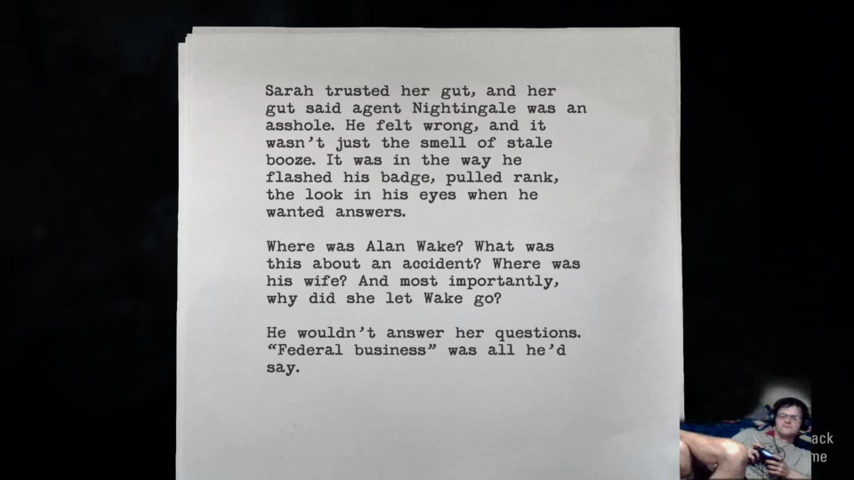 Sarah trusted her gut, and her
gut said agent Nightingale was an
asshole. He felt wrong, and it
wasn't just the smell of stale
booze. It was in the way he
flashed his badge, pulled rank,
the look in his eyes when he
wanted answers.
Where was Alan Wake? What was
this about an accident? Where was
his wife? And most importantly,
why did she let Wake go?
He wouldn't answer her questions.
“Federal business” was all he'd
say.